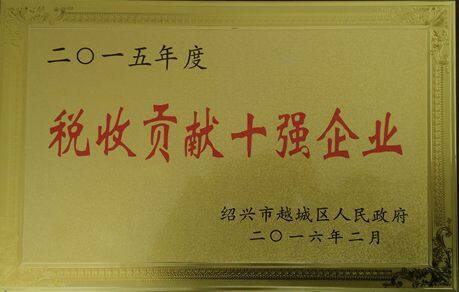 二〇一五年度
税收贡献十强企业
绍兴市越城区人民政府
二〇一六年二月